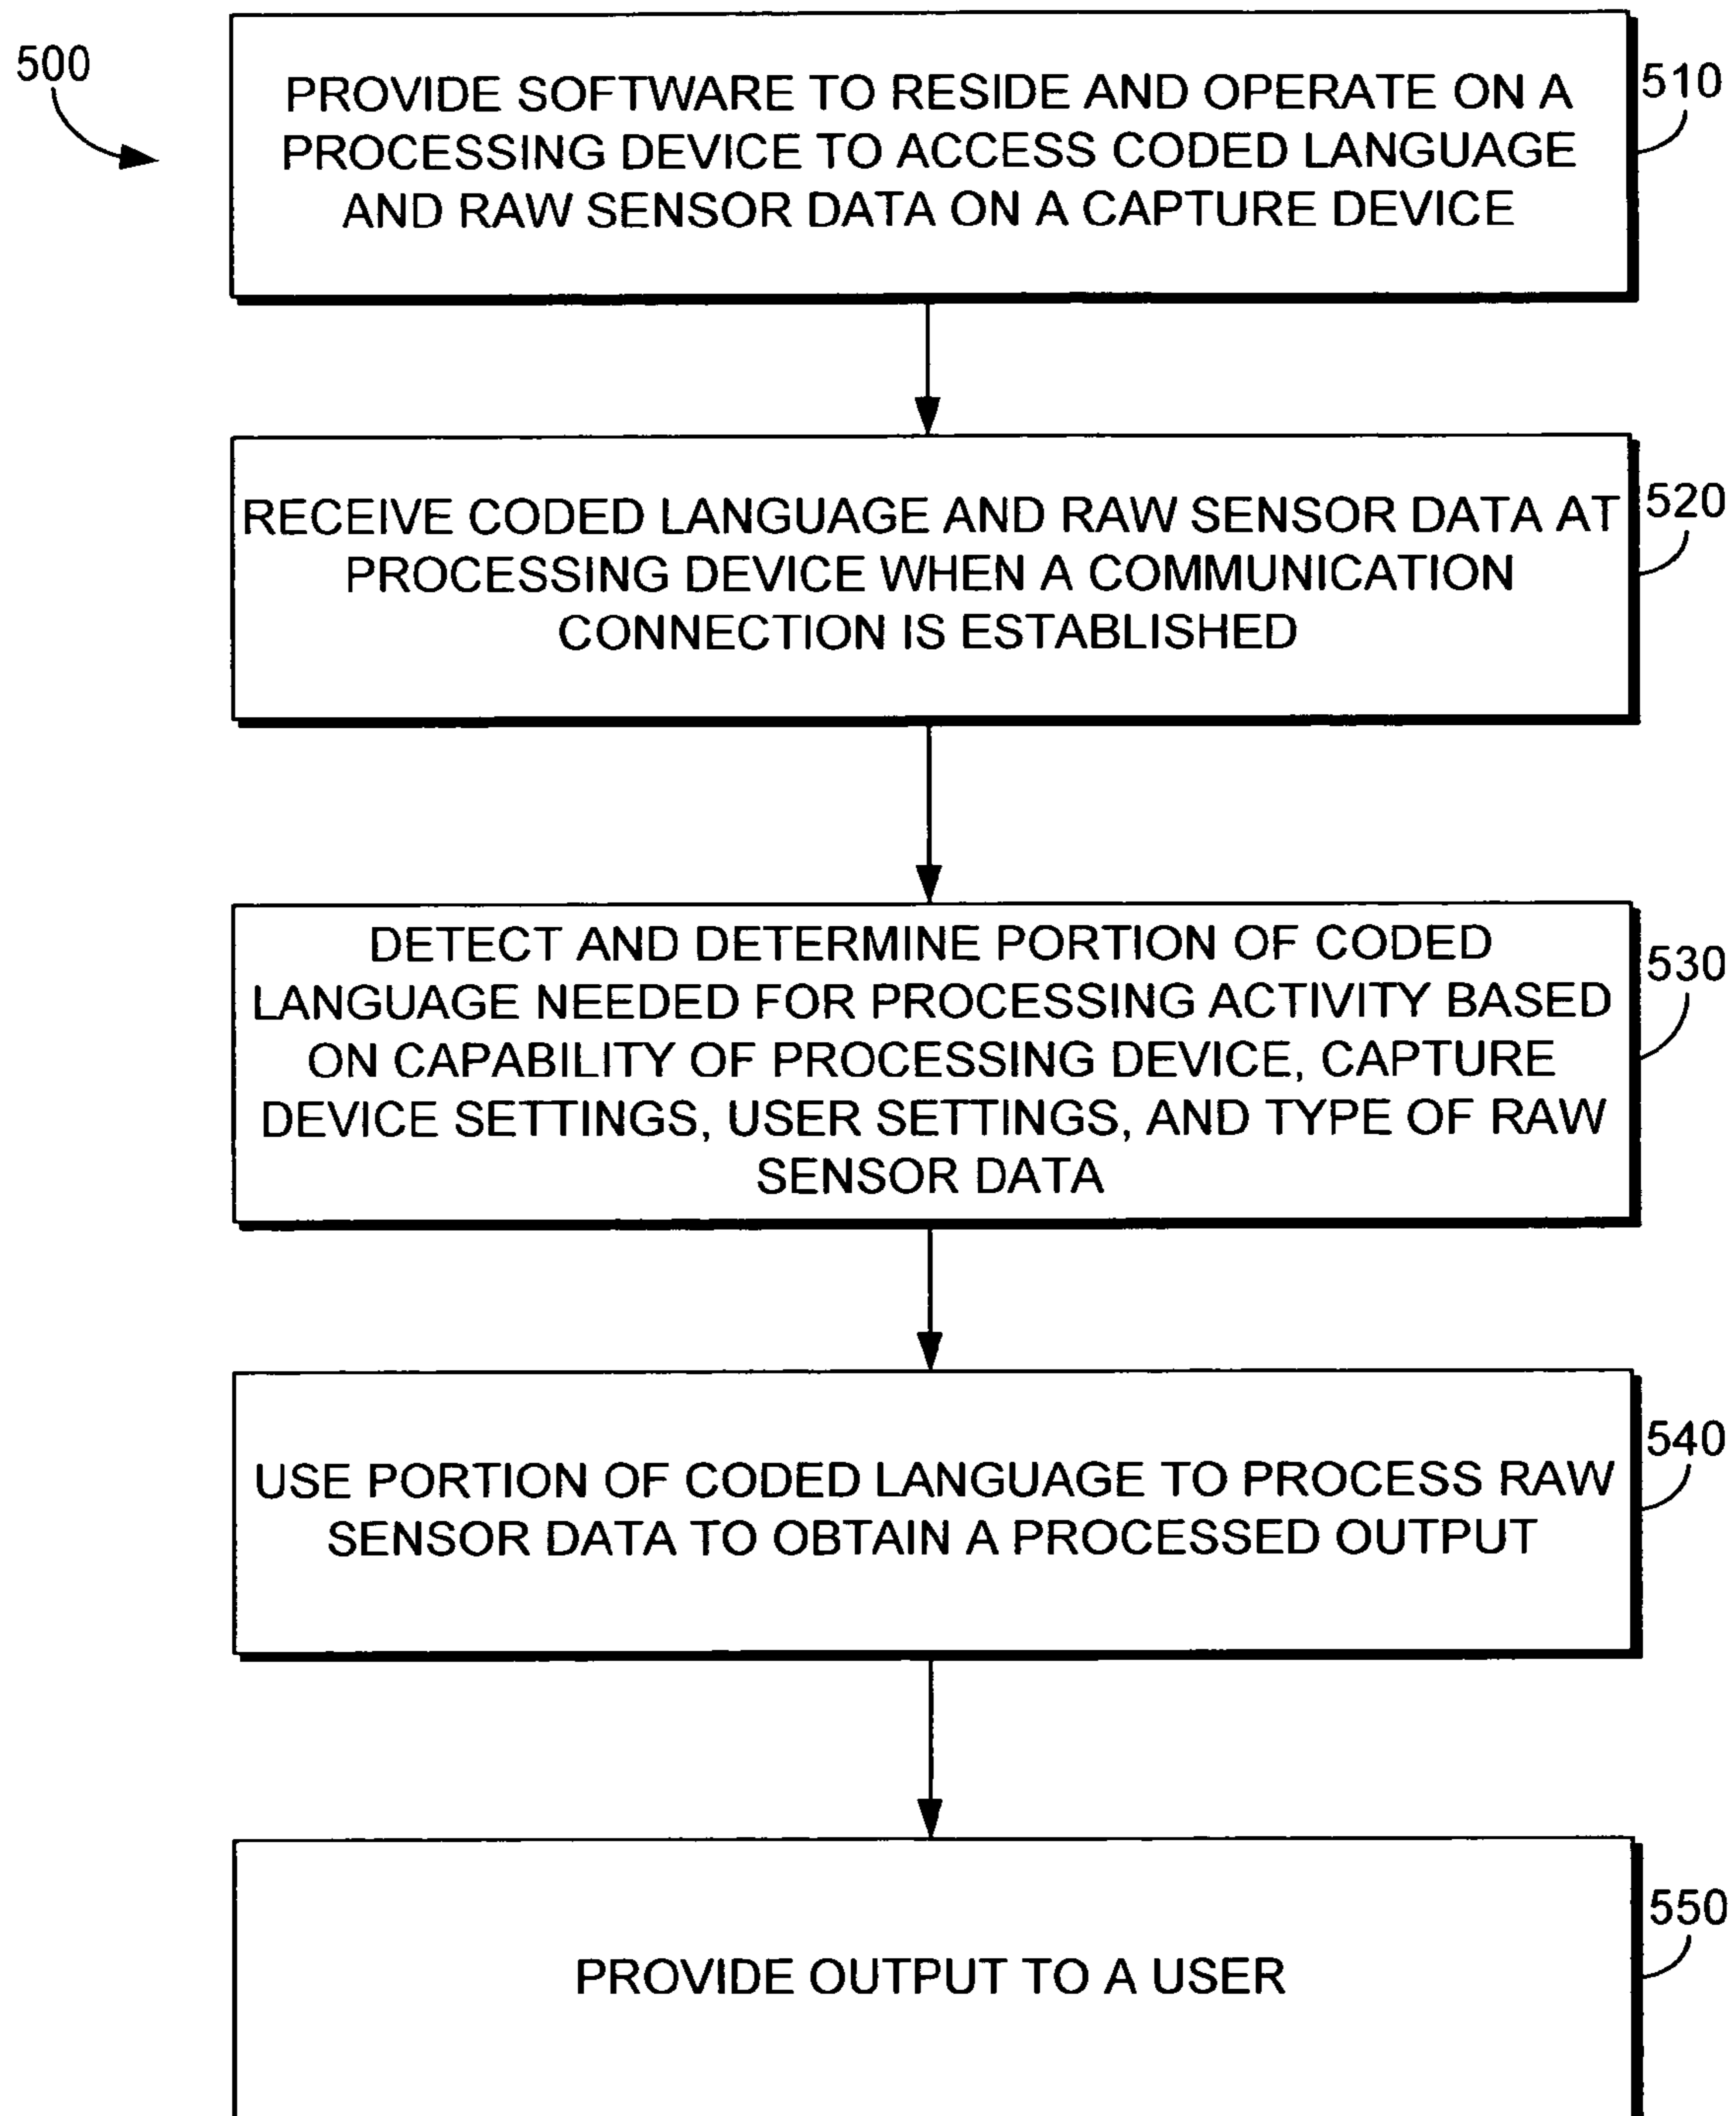 500
510
PROVIDE SOFTWARE TO RESIDE AND OPERATE ON A
PROCESSING DEVICE TO ACCESS CODED LANGUAGE
AND RAW SENSOR DATA ON A CAPTURE DEVICE
520
RECEIVE CODED LANGUAGE AND RAW SENSOR DATA AT
PROCESSING DEVICE WHEN A COMMUNICATION
CONNECTION IS ESTABLISHED
530
DETECT AND DETERMINE PORTION OF CODED
LANGUAGE NEEDED FOR PROCESSING ACTIVITY BASED
ON CAPABILITY OF PROCESSING DEVICE, CAPTURE
DEVICE SETTINGS, USER SETTINGS, AND TYPE OF RAW
SENSOR DATA
540
USE PORTION OF CODED LANGUAGE TO PROCESS RAW
SENSOR DATA TO OBTAIN A PROCESSED OUTPUT
550
PROVIDE OUTPUT TO A USER